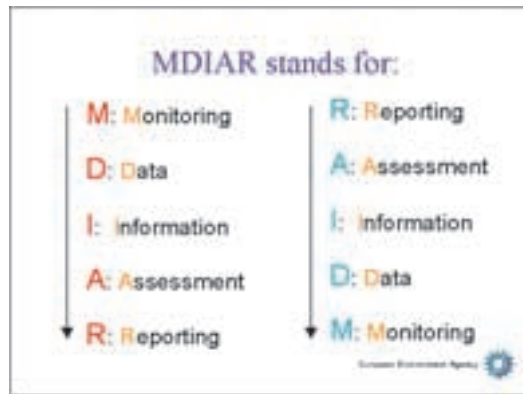 MDIAR stands for:
M: Monitoring
D: Data
I: Information
A: Assessment
R: Reporting
R: Reporting
A: Assessment
I: Information
D: Data
M: Monitoring
European Environment Agency